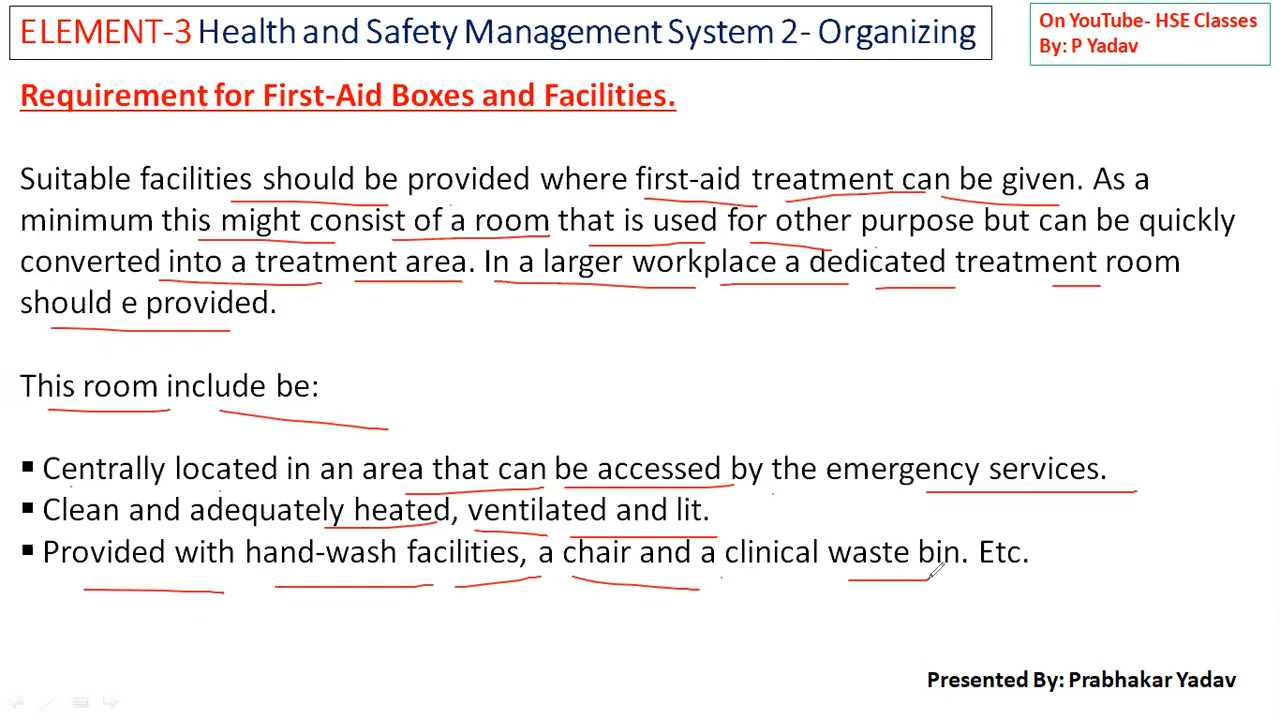 ELEMENT-3 Health and Safety Management System 2- Organizing
On YouTube- HSE Classes
By: P Yadav
Requirement for First-Aid Boxes and Facilities.
Suitable facilities should be provided where first-aid treatment can be given. As a
minimum this might consist of a room that is used for other purpose but can be quickly
converted into a treatment area. In a larger workplace a dedicated treatment room
should e provided.
This room include be:
▪ Centrally located in an area that can be accessed by the emergency services.
▪ Clean and adequately heated, ventilated and lit.
▪ Provided with hand-wash facilities, a chair and a clinical waste bin. Etc.
Presented By: Prabhakar Yadav